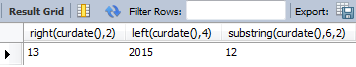 Result Grid Filter Rows: Export:
right(curdate(),2) left(curdate(),4) substring(curdate(),6,2)
13 2015 12